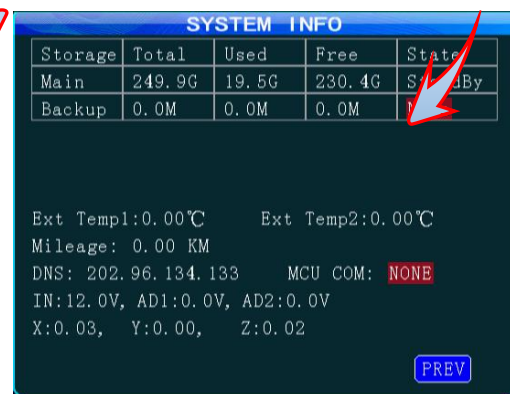 SYSTEM INFO
Storage Total Used Free State
Main 249.9G 19.5G 230.4G
Backup 0.0M 0.0M 0.0M
Ext Temp1:0.00℃ Ext Temp2:0.00℃
Mileage: 0.00 KM
DNS: 202.96.134.133 MCU COM: NONE
IN:12.0V, AD1:0.0V, AD2:0.0V
X:0.03, Y:0.00, Z:0.02
PREV